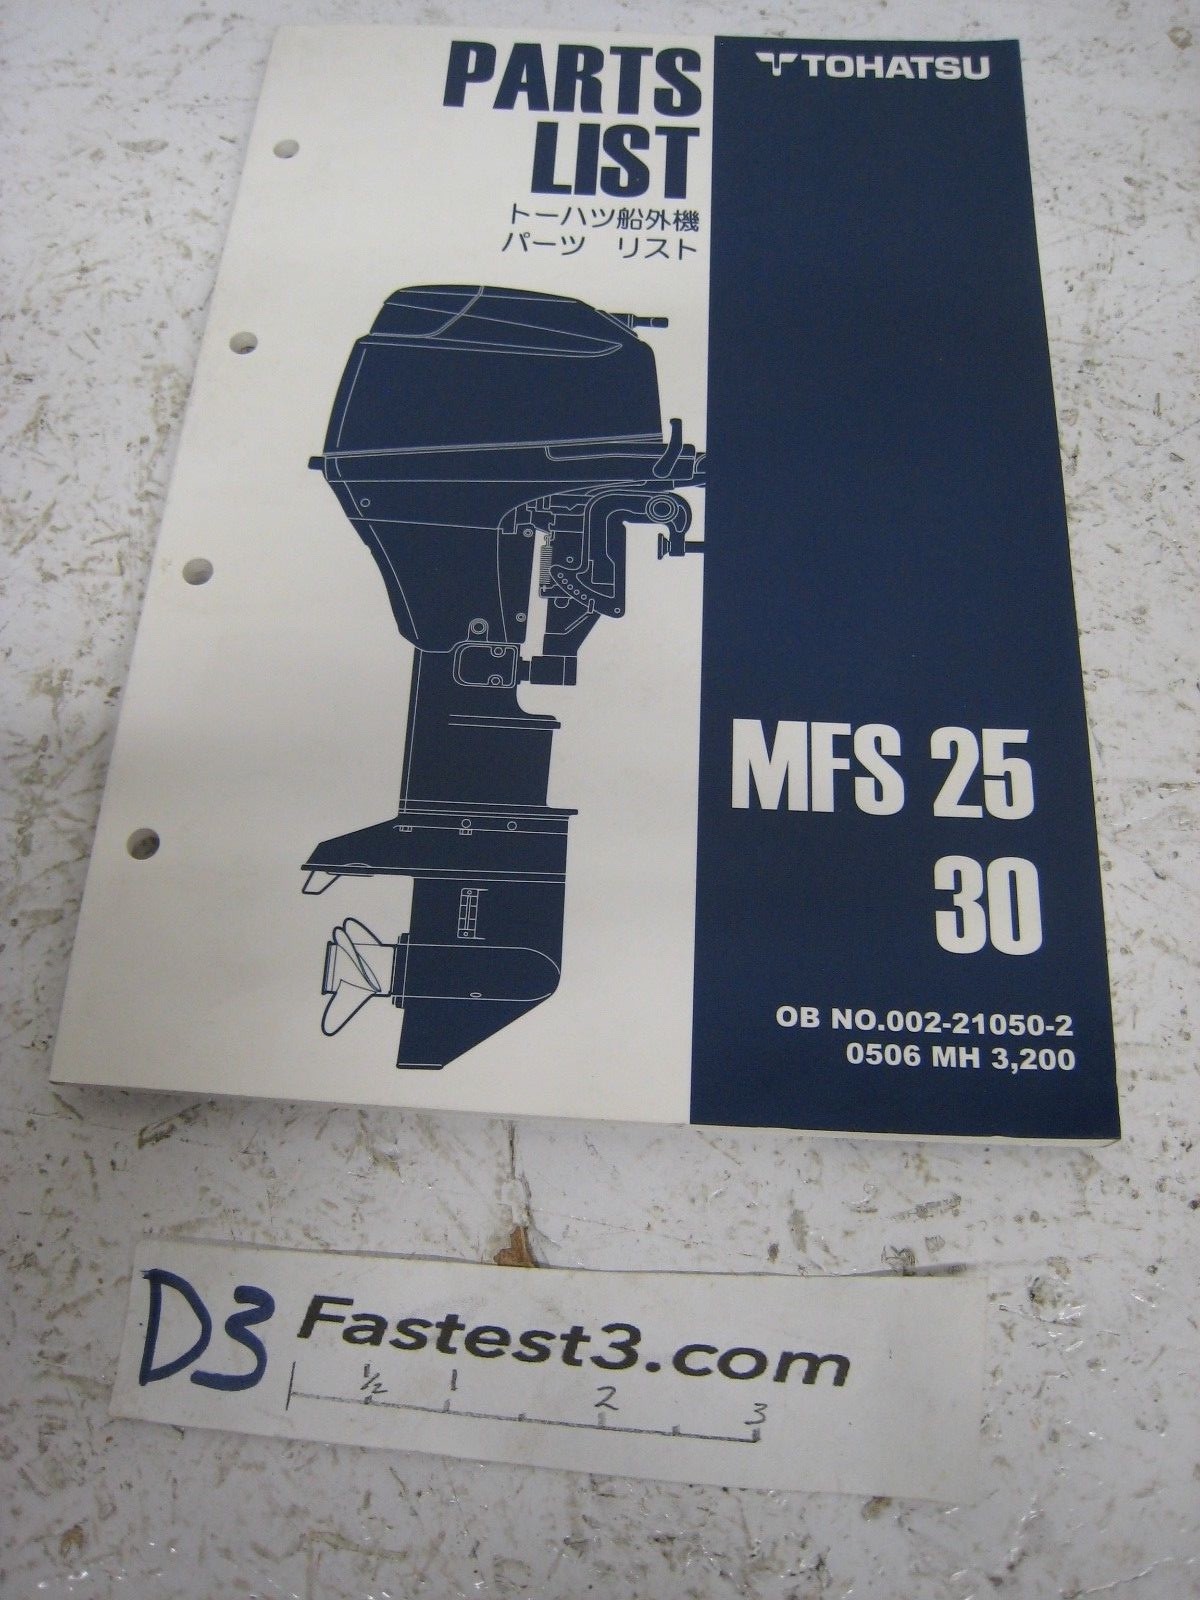 PARTS
LIST
トーハツ船外機
パーツ リスト
TOHATSU
MFS 25
30
OB NO.002-21050-2
0506 MH 3,200
D3 Fastest3.com
1/2 1 2 3